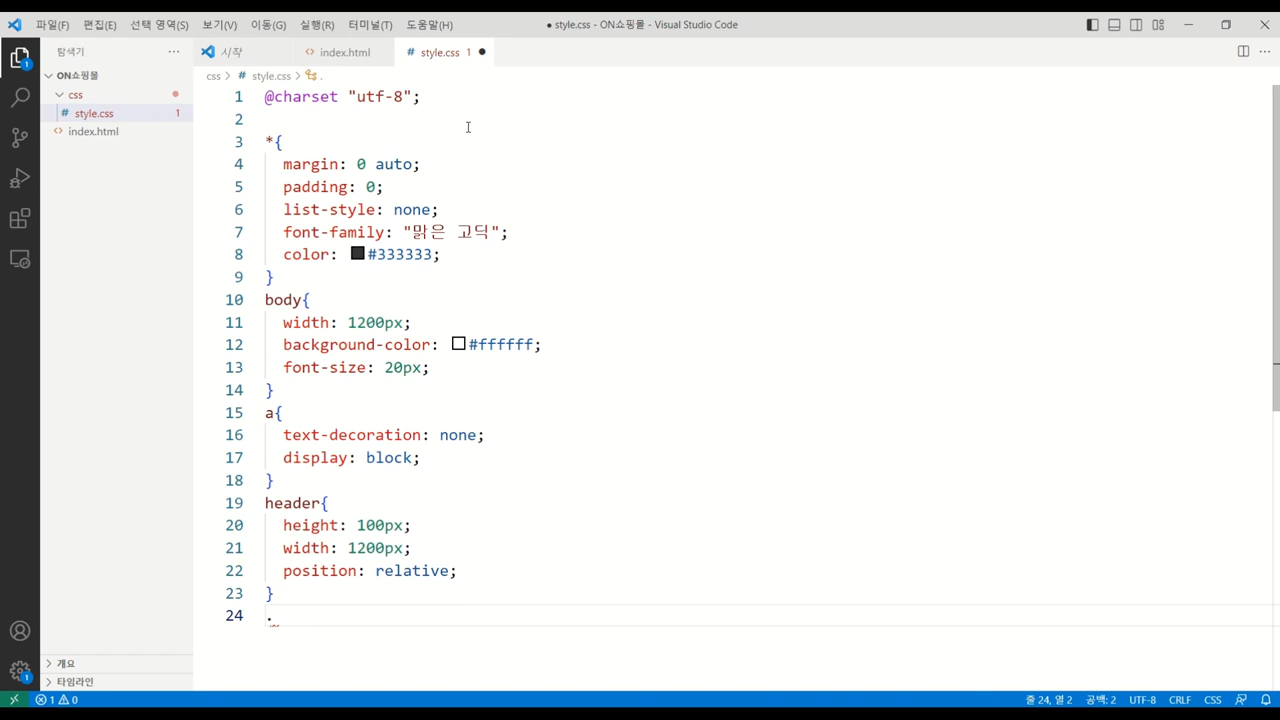 파일(F) 편집(E) 선택 영역(S) 보기(V) 이동(G) 실행(R) 터미널(T) 도움말(H) ● style.css - ON쇼핑몰 - Visual Studio Code
탐색기 ···
시작 index.html # style.css 1 ●
ON쇼핑몰
css
# style.css 1
index.html
css > # style.css > .
1 @charset "utf-8";
2
3 *{
4 margin: 0 auto;
5 padding: 0;
6 list-style: none;
7 font-family: "맑은 고딕";
8 color: #333333;
9 }
10 body{
11 width: 1200px;
12 background-color: #ffffff;
13 font-size: 20px;
14 }
15 a{
16 text-decoration: none;
17 display: block;
18 }
19 header{
20 height: 100px;
21 width: 1200px;
22 position: relative;
23 }
24 .
1
1
개요
타임라인
1 0 줄 24, 열 2 공백: 2 UTF-8 CRLF CSS